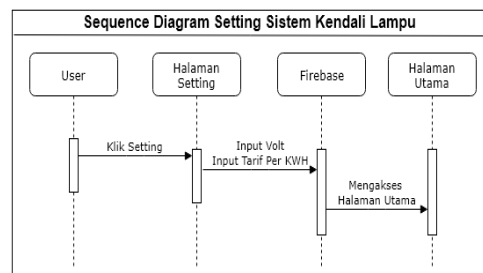 Sequence Diagram Setting Sistem Kendali Lampu
User
Halaman
Setting
Firebase
Halaman
Utama
Klik Setting
Input Volt
Input Tarif Per KWH
Mengakses
Halaman Utama